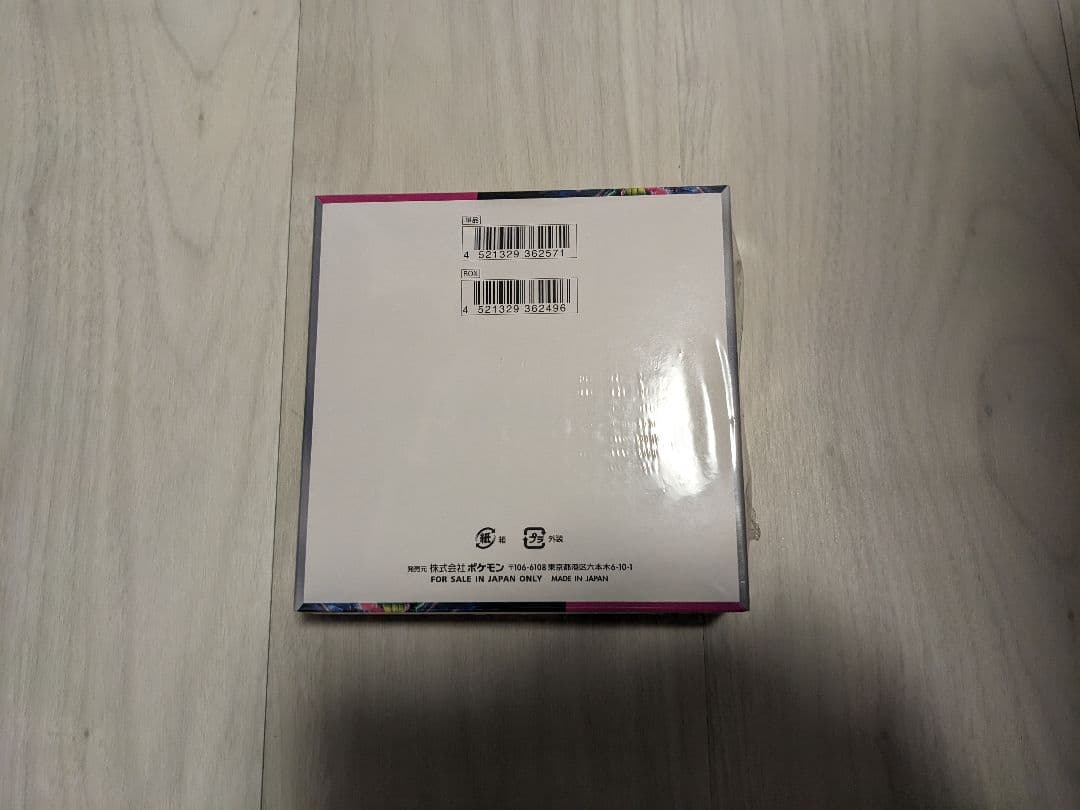 単品
4 521329 362571
BOX
4 521329 362496
紙 箱 プラ 外装
発売元 株式会社 ポケモン 〒106-6108 東京都港区六本木6-10-1
FOR SALE IN JAPAN ONLY MADE IN JAPAN